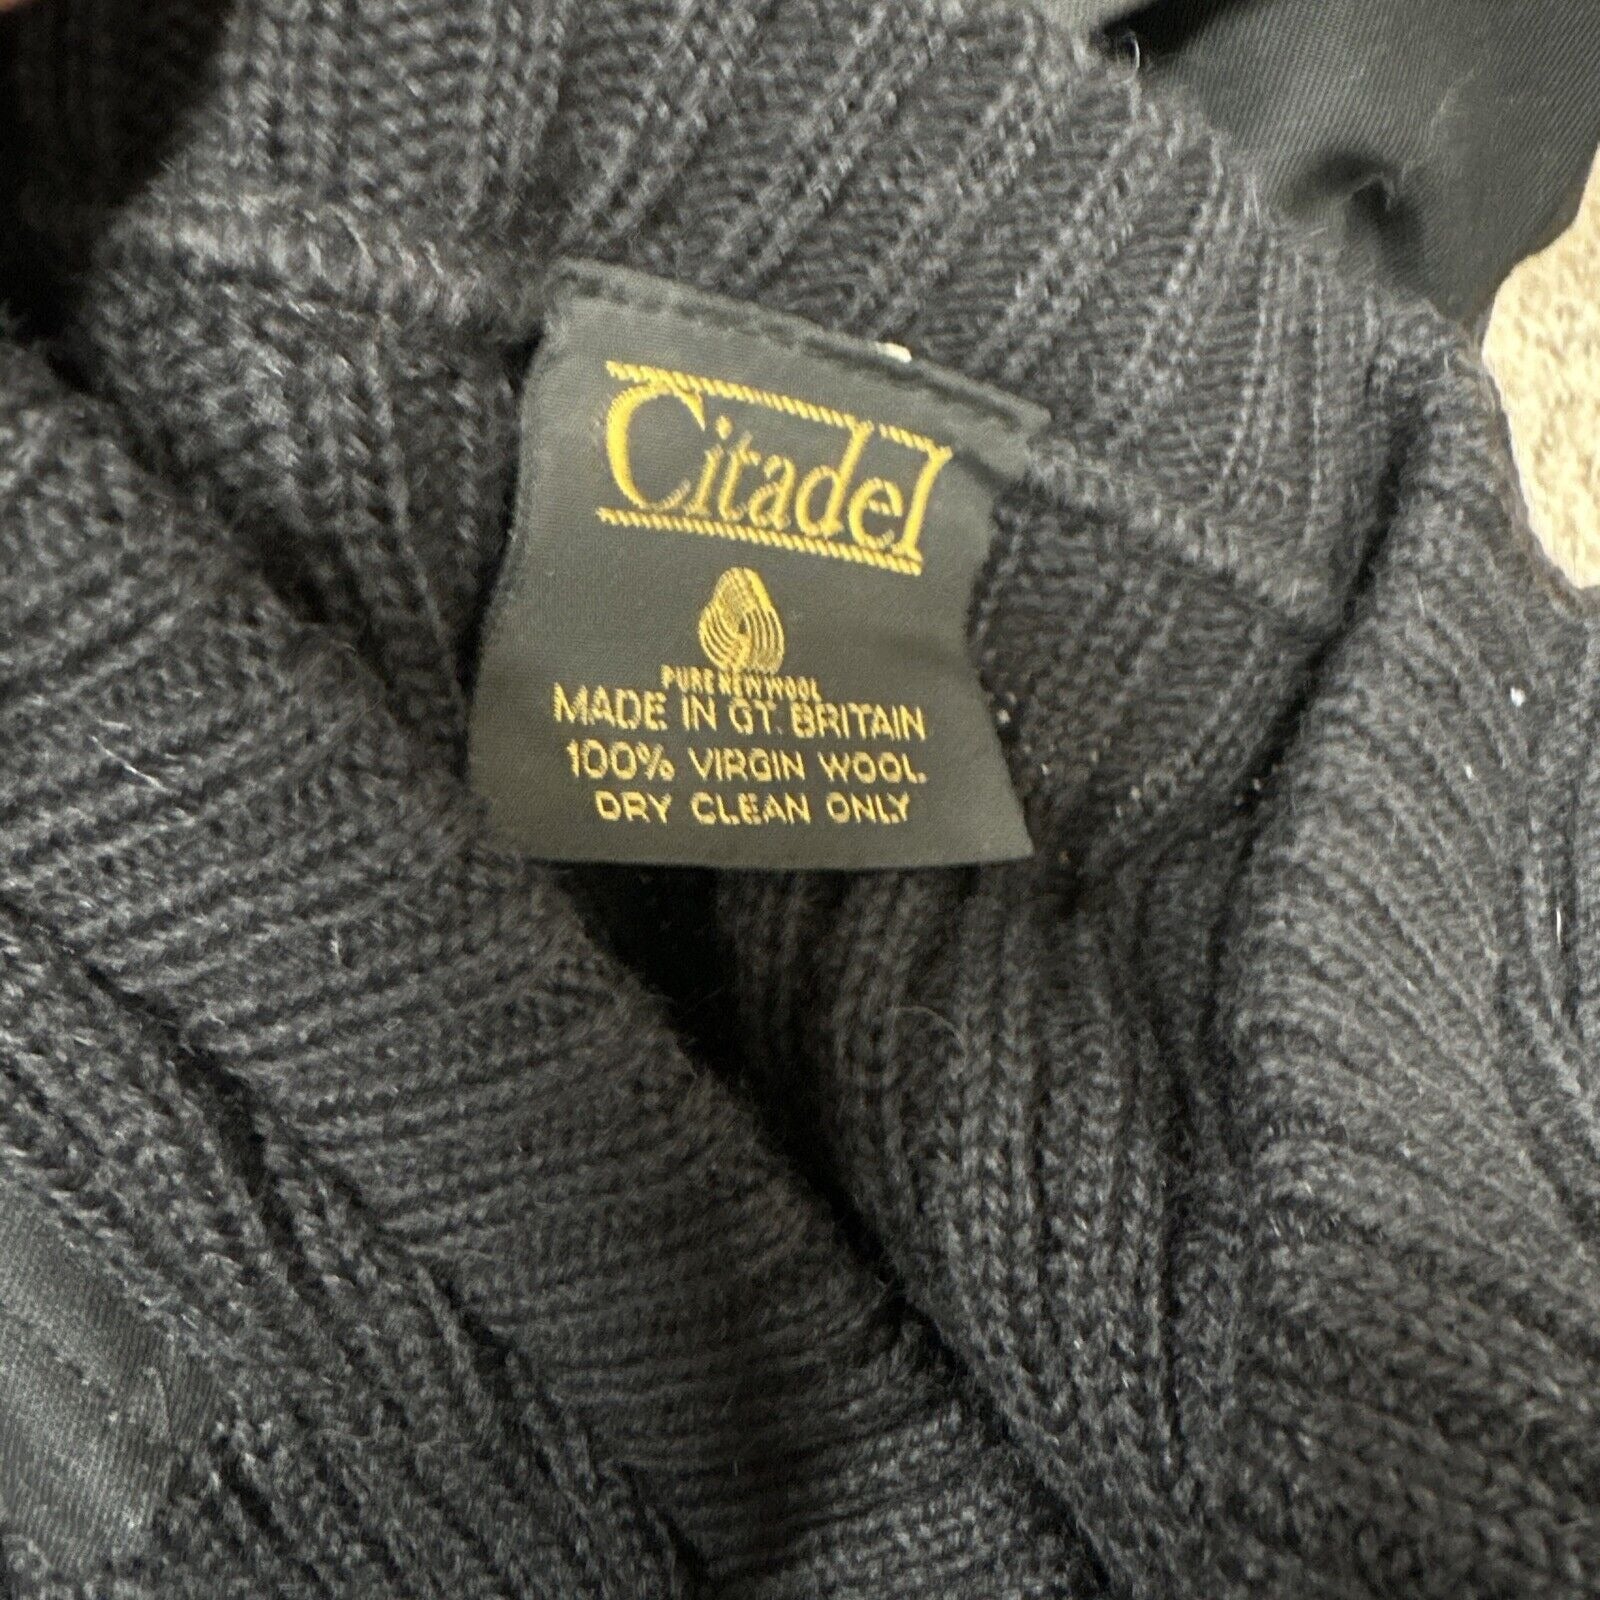 Citadel
PURE NEW WOOL
MADE IN GT. BRITAIN
100% VIRGIN WOOL.
DRY CLEAN ONLY